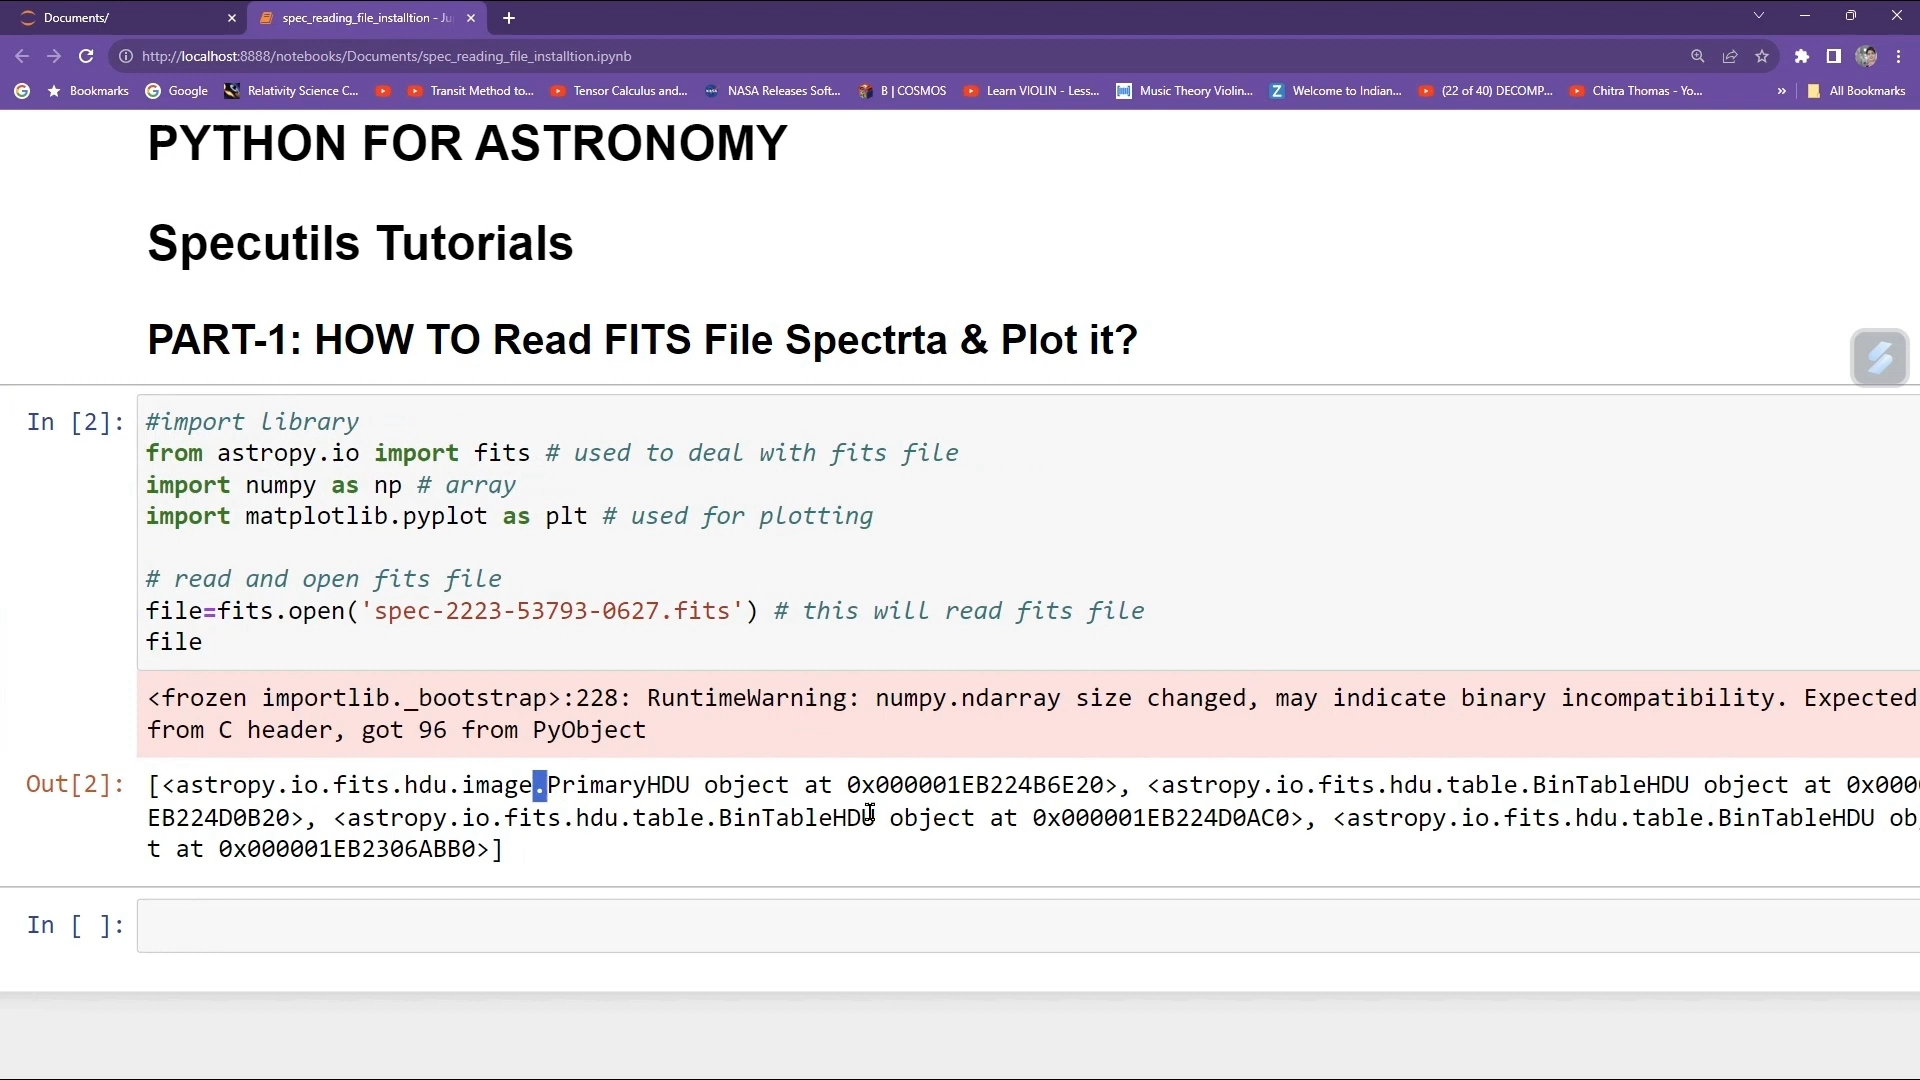 Documents/
spec_reading_file_installtion - Ju
http://localhost:8888/notebooks/Documents/spec_reading_file_installtion.ipynb
Bookmarks Google Relativity Science C... Transit Method to... Tensor Calculus and... NASA Releases Soft... B | COSMOS Learn VIOLIN - Less... Music Theory Violin... Welcome to Indian... (22 of 40) DECOMP... Chitra Thomas - Yo... » All Bookmarks
PYTHON FOR ASTRONOMY
Specutils Tutorials
PART-1: HOW TO Read FITS File Spectrta & Plot it?
In [2]: #import library
from astropy.io import fits # used to deal with fits file
import numpy as np # array
import matplotlib.pyplot as plt # used for plotting
# read and open fits file
file=fits.open('spec-2223-53793-0627.fits') # this will read fits file
file
<frozen importlib._bootstrap>:228: RuntimeWarning: numpy.ndarray size changed, may indicate binary incompatibility. Expected
from C header, got 96 from PyObject
Out[2]: [<astropy.io.fits.hdu.image.PrimaryHDU object at 0x000001EB224B6E20>, <astropy.io.fits.hdu.table.BinTableHDU object at 0x000
EB224D0B20>, <astropy.io.fits.hdu.table.BinTableHDU object at 0x000001EB224D0AC0>, <astropy.io.fits.hdu.table.BinTableHDU ob
t at 0x000001EB2306ABB0>]
In [ ]: